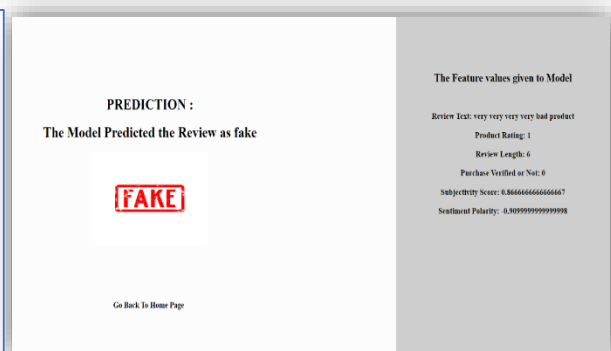 PREDICTION :
The Model Predicted the Review as fake
FAKE
Go Back To Home Page
The Feature values given to Model
Review Text: very very very very bad product
Product Rating: 1
Review Length: 6
Purchase Verified or Not: 0
Subjectivity Score: 0.8666666666666667
Sentiment Polarity: -0.9099999999999998